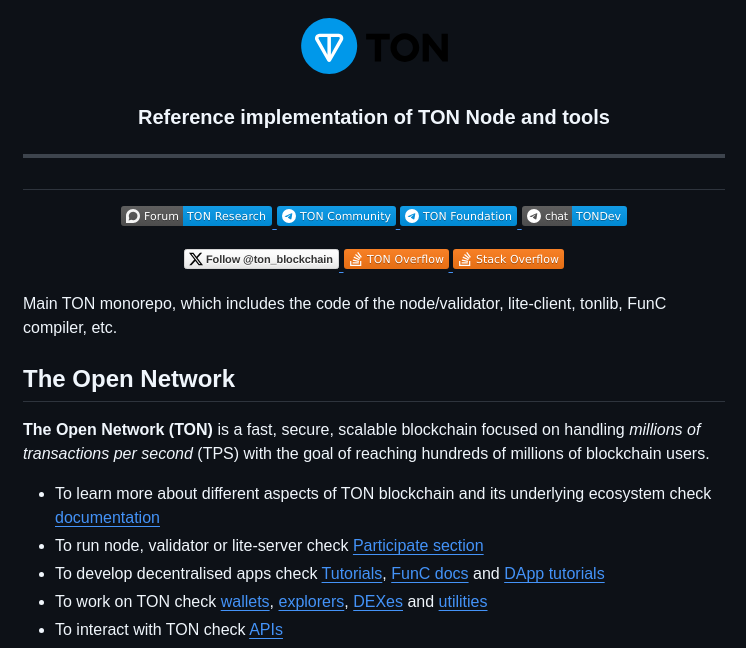 TON
Reference implementation of TON Node and tools
Forum TON Research TON Community TON Foundation chat TONDev
Follow @ton_blockchain TON Overflow Stack Overflow
Main TON monorepo, which includes the code of the node/validator, lite-client, tonlib, FunC
compiler, etc.
The Open Network
The Open Network (TON) is a fast, secure, scalable blockchain focused on handling millions of
transactions per second (TPS) with the goal of reaching hundreds of millions of blockchain users.
• To learn more about different aspects of TON blockchain and its underlying ecosystem check
documentation
• To run node, validator or lite-server check Participate section
• To develop decentralised apps check Tutorials, FunC docs and DApp tutorials
• To work on TON check wallets, explorers, DEXes and utilities
• To interact with TON check APIs